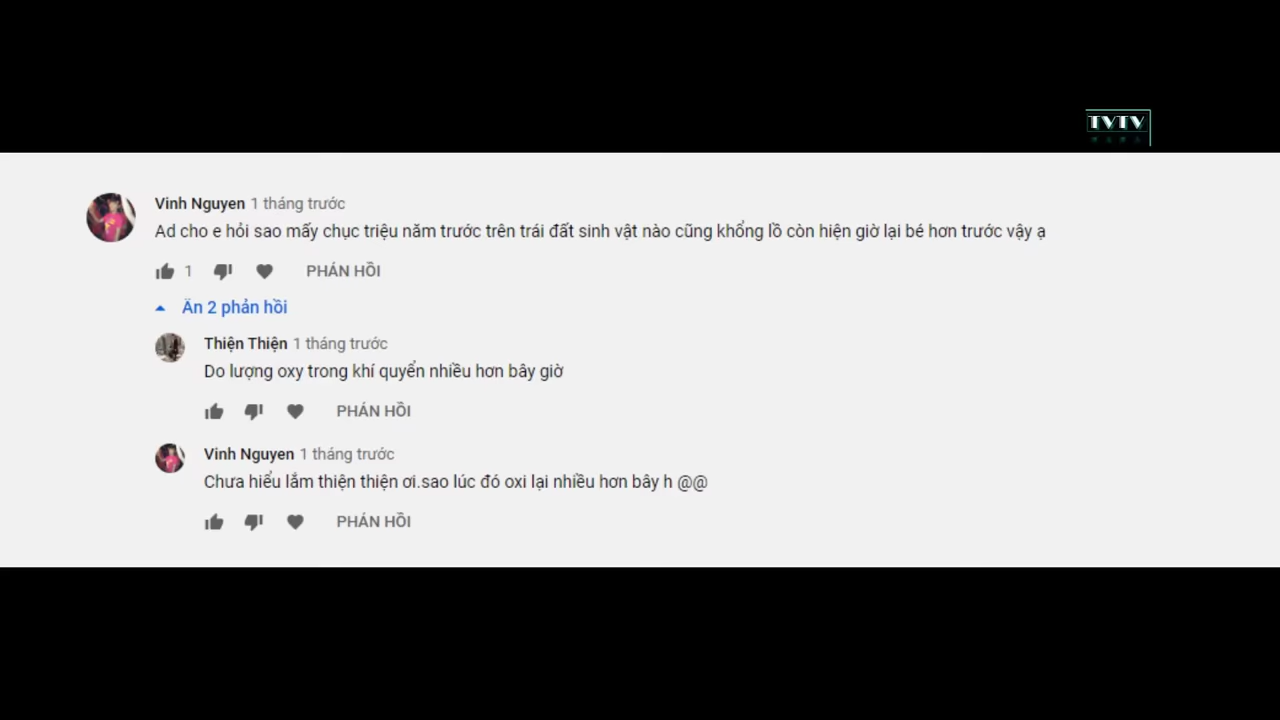 TVTV
Vinh Nguyen 1 tháng trước
Ad cho e hỏi sao mấy chục triệu năm trước trên trái đất sinh vật nào cũng khổng lồ còn hiện giờ lại bé hơn trước vậy ạ
1 PHẢN HỒI
Ẩn 2 phản hồi
Thiện Thiện 1 tháng trước
Do lượng oxy trong khí quyển nhiều hơn bây giờ
PHẢN HỒI
Vinh Nguyen 1 tháng trước
Chưa hiểu lắm thiện thiện ơi.sao lúc đó oxi lại nhiều hơn bây h @@
PHẢN HỒI